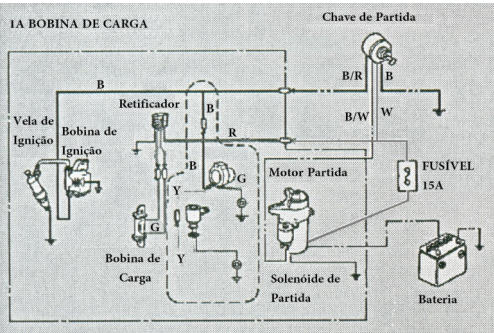 1A BOBINA DE CARGA
Chave de Partida
B/R
B
B
Retificador
B
B/W
W
Vela de
Ignição
Bobina de
Ignição
R
B
FUSÍVEL
15A
Motor Partida
G
Y
G
Y
Bobina de
Carga
Solenóide de
Partida
Bateria